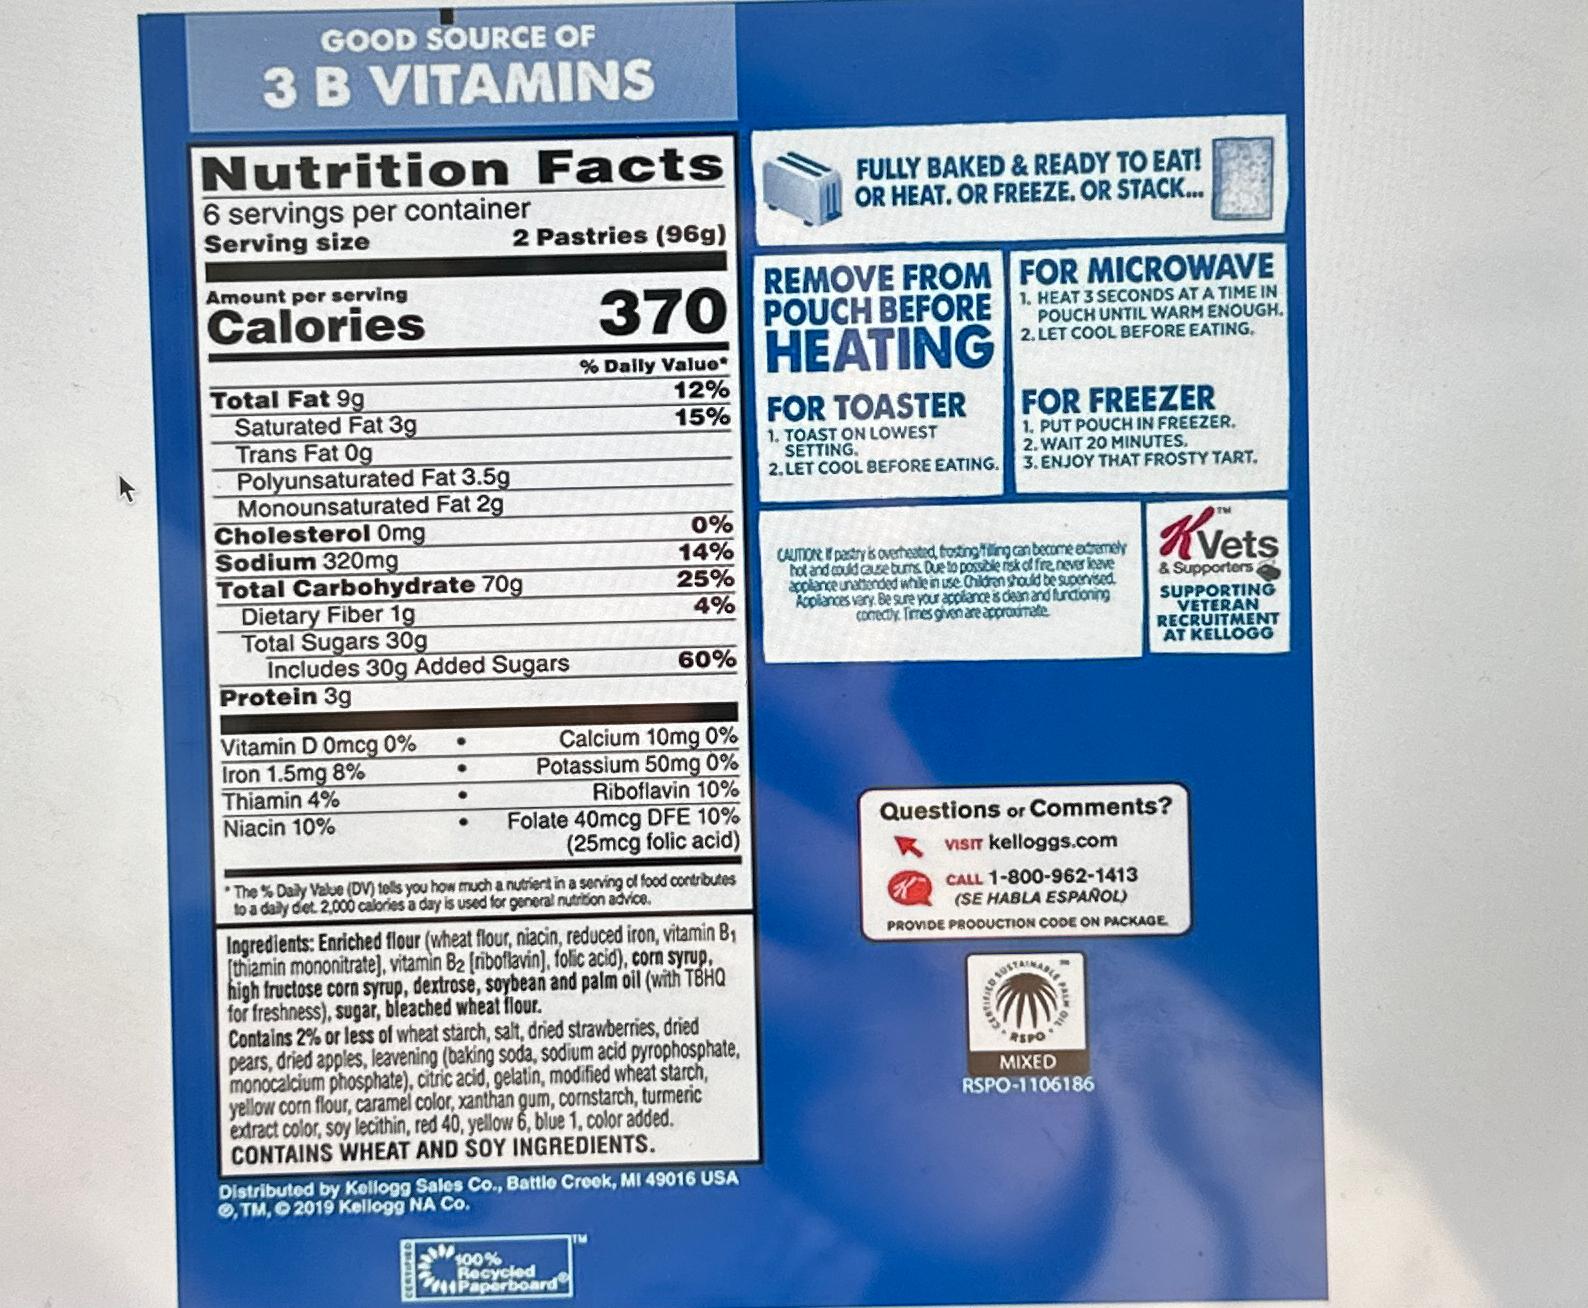 GOOD SOURCE OF
3 B VITAMINS
Nutrition Facts
6 servings per container
Serving size 2 Pastries (96g)
Amount per serving
Calories 370
% Daily Value*
Total Fat 9g 12%
Saturated Fat 3g 15%
Trans Fat 0g
Polyunsaturated Fat 3.5g
Monounsaturated Fat 2g
Cholesterol 0mg 0%
Sodium 320mg 14%
Total Carbohydrate 70g 25%
Dietary Fiber 1g 4%
Total Sugars 30g
Includes 30g Added Sugars 60%
Protein 3g
Vitamin D 0mcg 0% • Calcium 10mg 0%
Iron 1.5mg 8% • Potassium 50mg 0%
Thiamin 4% • Riboflavin 10%
Niacin 10% • Folate 40mcg DFE 10%
(25mcg folic acid)
* The % Daily Value (DV) tells you how much a nutrient in a serving of food contributes
to a daily diet. 2,000 calories a day is used for general nutrition advice.
Ingredients: Enriched flour (wheat flour, niacin, reduced iron, vitamin B1
[thiamin mononitrate], vitamin B2 [riboflavin], folic acid), corn syrup,
high fructose corn syrup, dextrose, soybean and palm oil (with TBHQ
for freshness), sugar, bleached wheat flour.
Contains 2% or less of wheat starch, salt, dried strawberries, dried
pears, dried apples, leavening (baking soda, sodium acid pyrophosphate,
monocalcium phosphate), citric acid, gelatin, modified wheat starch,
yellow corn flour, caramel color, xanthan gum, cornstarch, turmeric
extract color, soy lecithin, red 40, yellow 6, blue 1, color added.
CONTAINS WHEAT AND SOY INGREDIENTS.
Distributed by Kellogg Sales Co., Battle Creek, MI 49016 USA
®, TM, © 2019 Kellogg NA Co.
CERTIFIED
100%
Recycled
Paperboard®
TM
FULLY BAKED & READY TO EAT!
OR HEAT. OR FREEZE. OR STACK...
REMOVE FROM
POUCH BEFORE
HEATING
FOR TOASTER
1. TOAST ON LOWEST
SETTING.
2. LET COOL BEFORE EATING.
FOR MICROWAVE
1. HEAT 3 SECONDS AT A TIME IN
POUCH UNTIL WARM ENOUGH.
2. LET COOL BEFORE EATING.
FOR FREEZER
1. PUT POUCH IN FREEZER.
2. WAIT 20 MINUTES.
3. ENJOY THAT FROSTY TART.
CAUTION: If pastry is overheated, frosting/filling can become extremely
hot and could cause burns. Due to possible risk of fire, never leave
appliance unattended while in use. Children should be supervised.
Appliances vary. Be sure your appliance is clean and functioning
correctly. Times given are approximate.
K Vets™
& Supporters
SUPPORTING
VETERAN
RECRUITMENT
AT KELLOGG
Questions or Comments?
VISIT kelloggs.com
K
CALL 1-800-962-1413
(SE HABLA ESPAÑOL)
PROVIDE PRODUCTION CODE ON PACKAGE.
CERTIFIED SUSTAINABLE PALM OIL
TM
RSPO
MIXED
RSPO-1106186